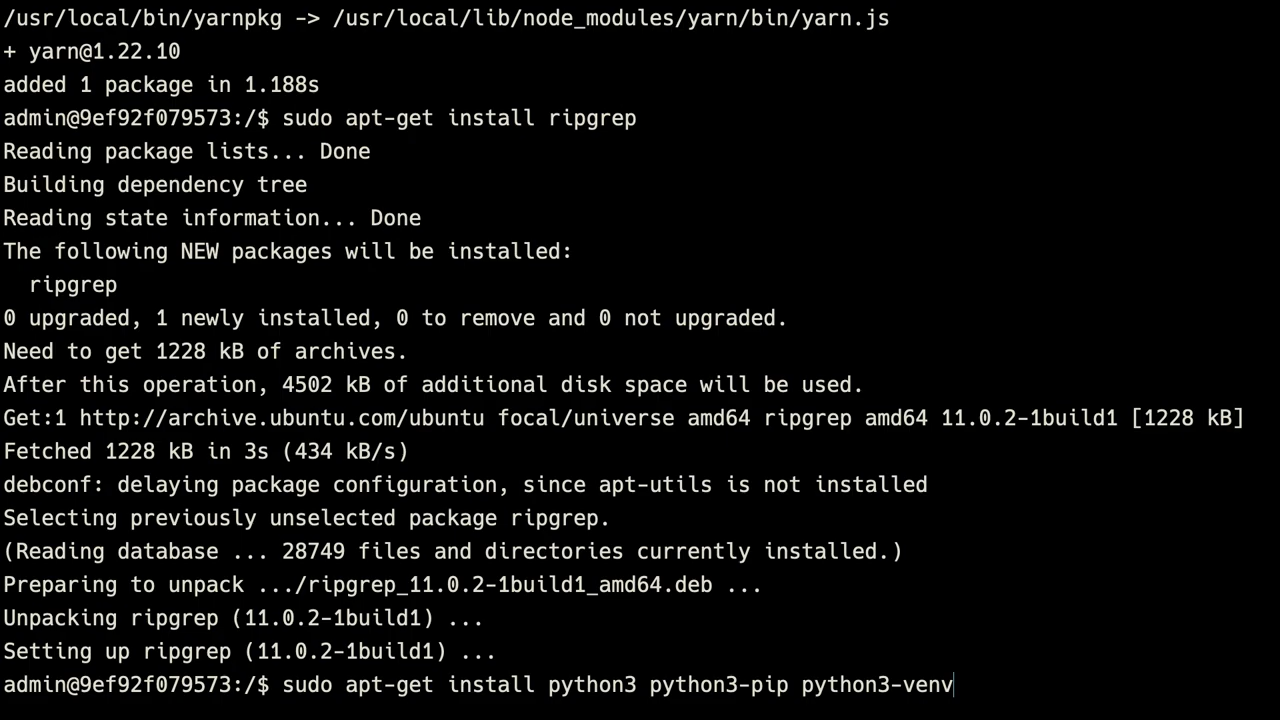 /usr/local/bin/yarnpkg -> /usr/local/lib/node_modules/yarn/bin/yarn.js
+ yarn@1.22.10
added 1 package in 1.188s
admin@9ef92f079573:/$ sudo apt-get install ripgrep
Reading package lists... Done
Building dependency tree
Reading state information... Done
The following NEW packages will be installed:
  ripgrep
0 upgraded, 1 newly installed, 0 to remove and 0 not upgraded.
Need to get 1228 kB of archives.
After this operation, 4502 kB of additional disk space will be used.
Get:1 http://archive.ubuntu.com/ubuntu focal/universe amd64 ripgrep amd64 11.0.2-1build1 [1228 kB]
Fetched 1228 kB in 3s (434 kB/s)
debconf: delaying package configuration, since apt-utils is not installed
Selecting previously unselected package ripgrep.
(Reading database ... 28749 files and directories currently installed.)
Preparing to unpack .../ripgrep_11.0.2-1build1_amd64.deb ...
Unpacking ripgrep (11.0.2-1build1) ...
Setting up ripgrep (11.0.2-1build1) ...
admin@9ef92f079573:/$ sudo apt-get install python3 python3-pip python3-venv